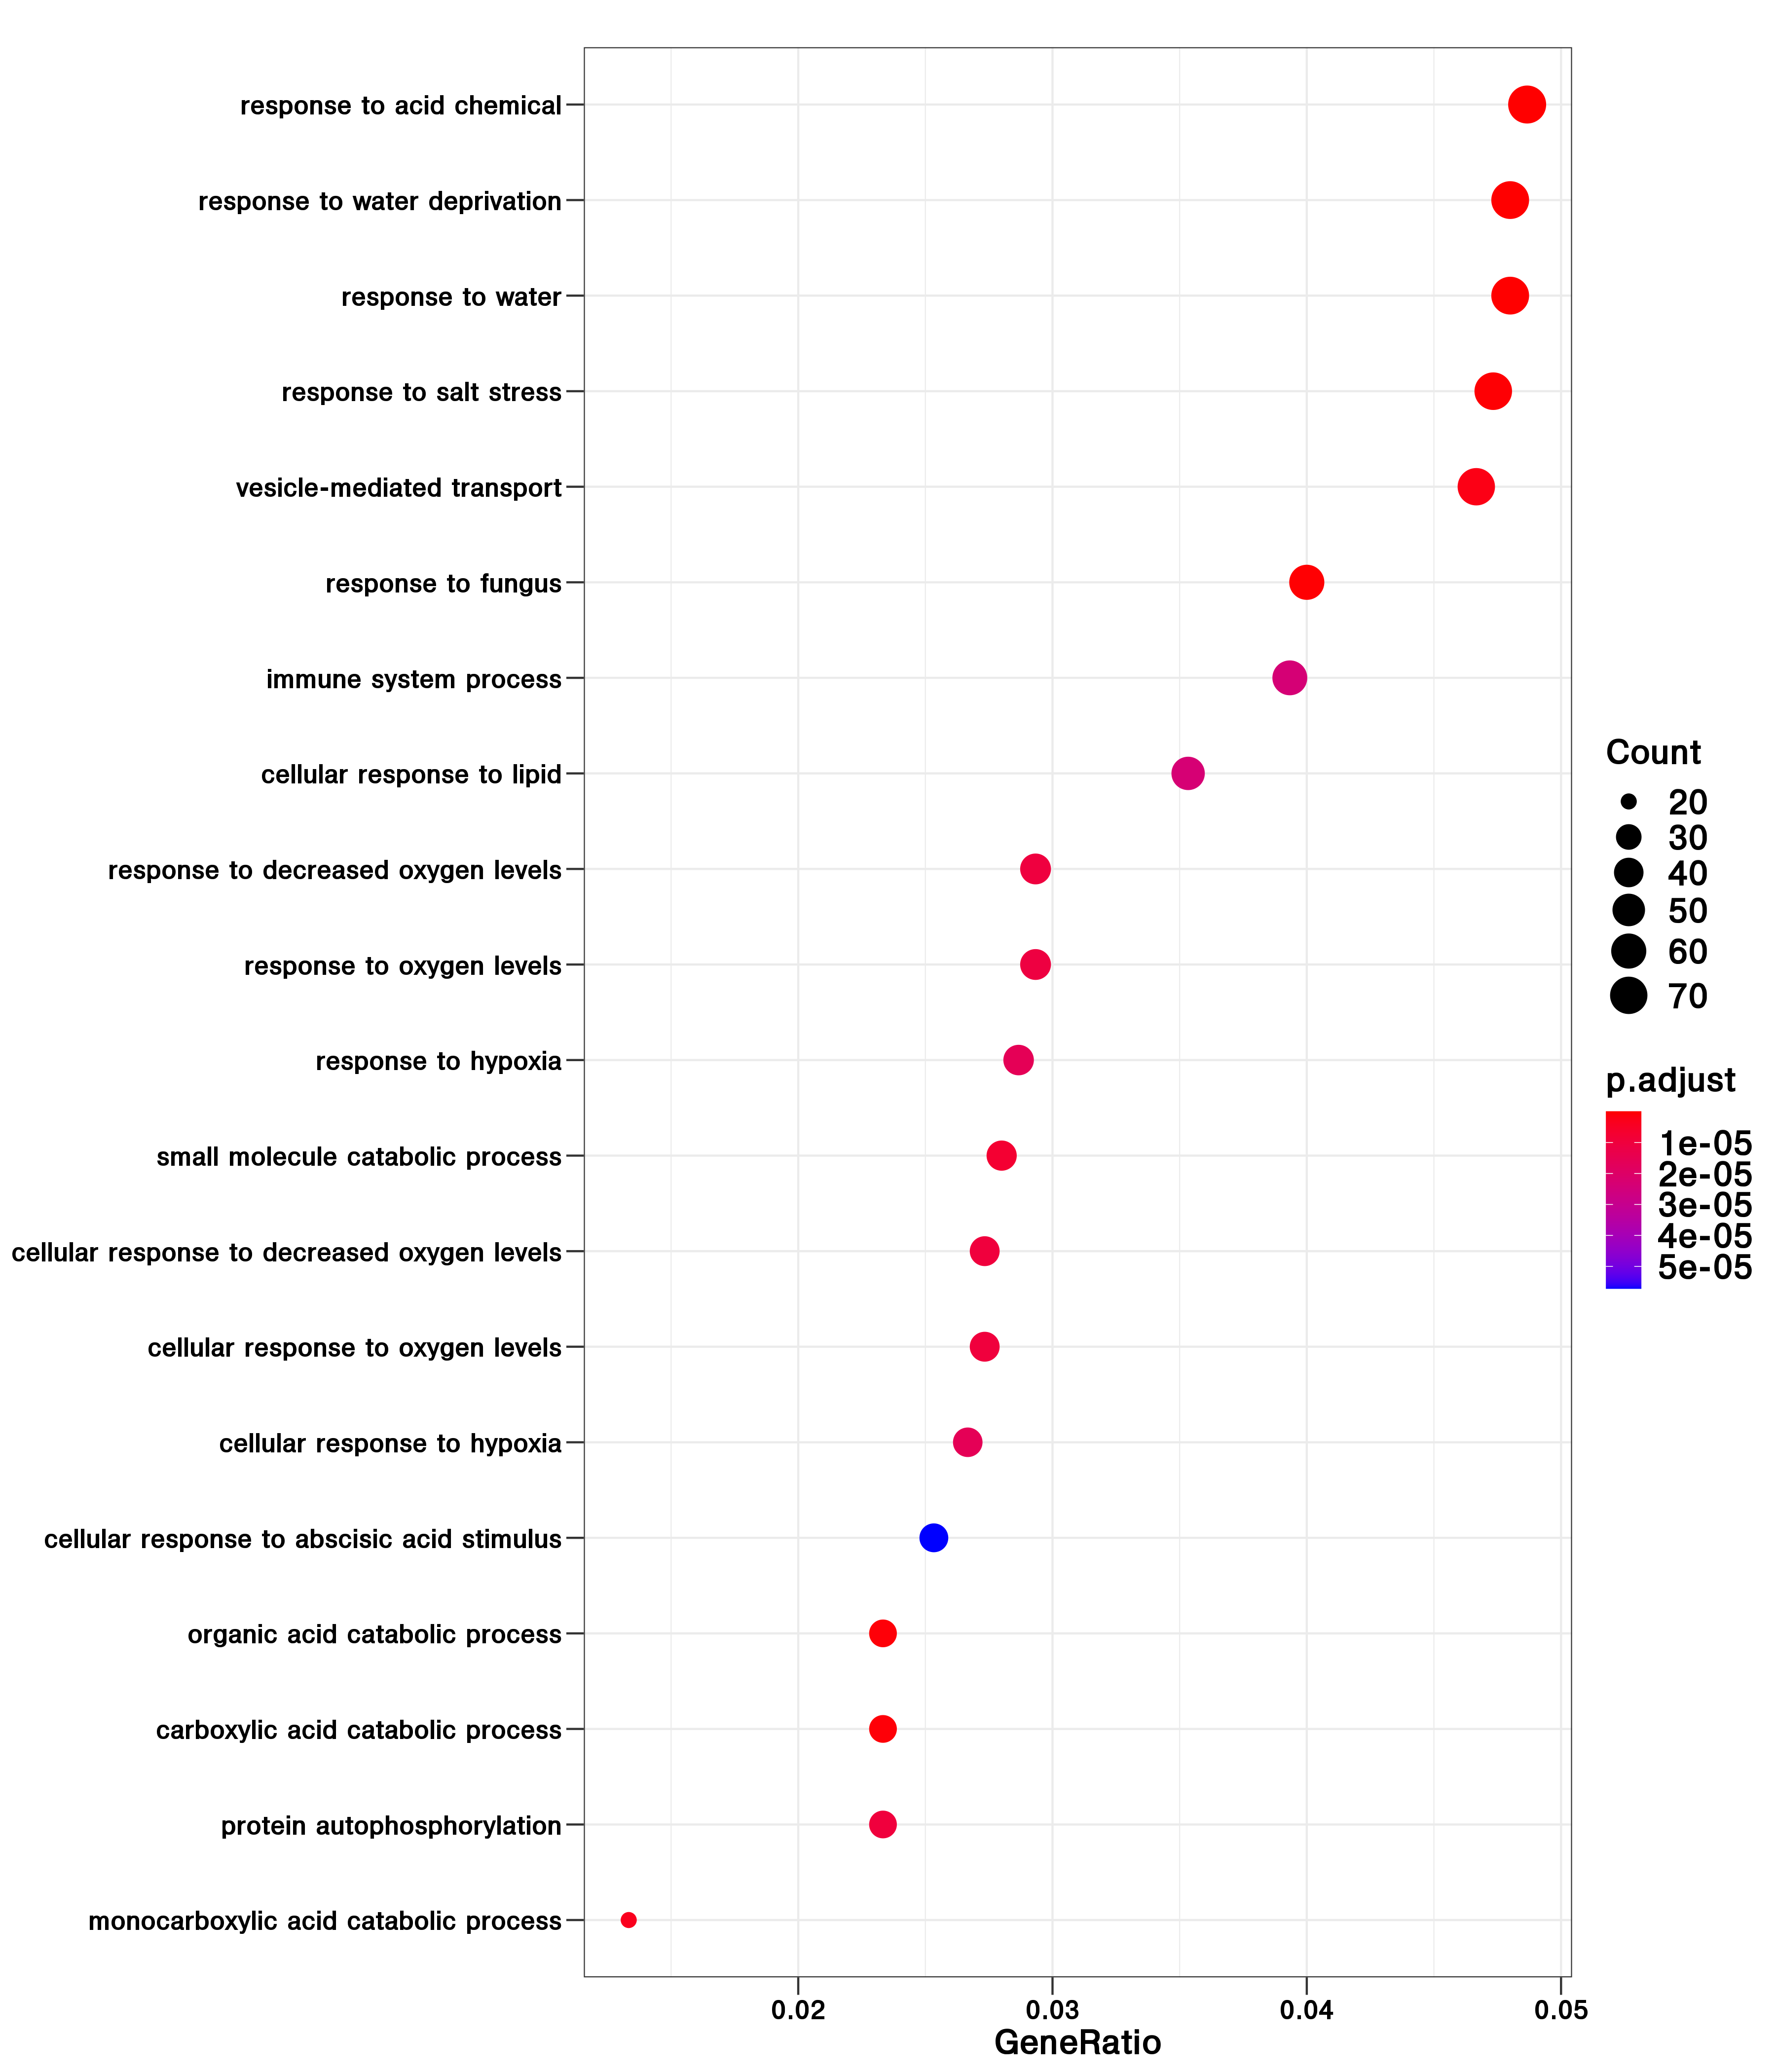 response to acid chemical
response to water deprivation
response to water
response to salt stress
vesicle-mediated transport
response to fungus
immune system process
cellular response to lipid
response to decreased oxygen levels
response to oxygen levels
response to hypoxia
small molecule catabolic process
cellular response to decreased oxygen levels
cellular response to oxygen levels
cellular response to hypoxia
cellular response to abscisic acid stimulus
organic acid catabolic process
carboxylic acid catabolic process
protein autophosphorylation
monocarboxylic acid catabolic process
0.02 0.03 0.04 0.05
GeneRatio
Count
20
30
40
50
60
70
p.adjust
1e-05
2e-05
3e-05
4e-05
5e-05